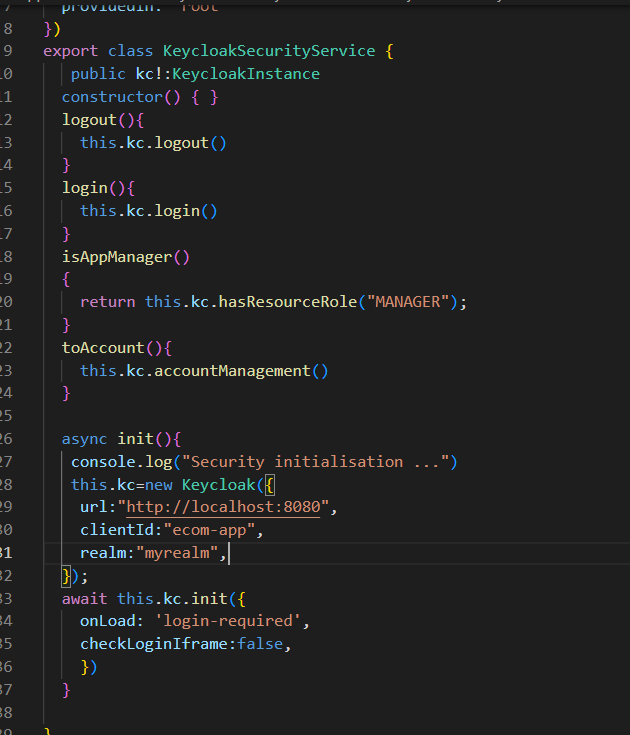 7 providedIn: 'root'
8 })
9 export class KeycloakSecurityService {
10 public kc!:KeycloakInstance
11 constructor() { }
12 logout(){
13 this.kc.logout()
14 }
15 login(){
16 this.kc.login()
17 }
18 isAppManager()
19 {
20 return this.kc.hasResourceRole("MANAGER");
21 }
22 toAccount(){
23 this.kc.accountManagement()
24 }
25
26 async init(){
27 console.log("Security initialisation ...")
28 this.kc=new Keycloak({
29 url:"http://localhost:8080",
30 clientId:"ecom-app",
31 realm:"myrealm",
32 });
33 await this.kc.init({
34 onLoad: 'login-required',
35 checkLoginIframe:false,
36 })
37 }
38
39 }